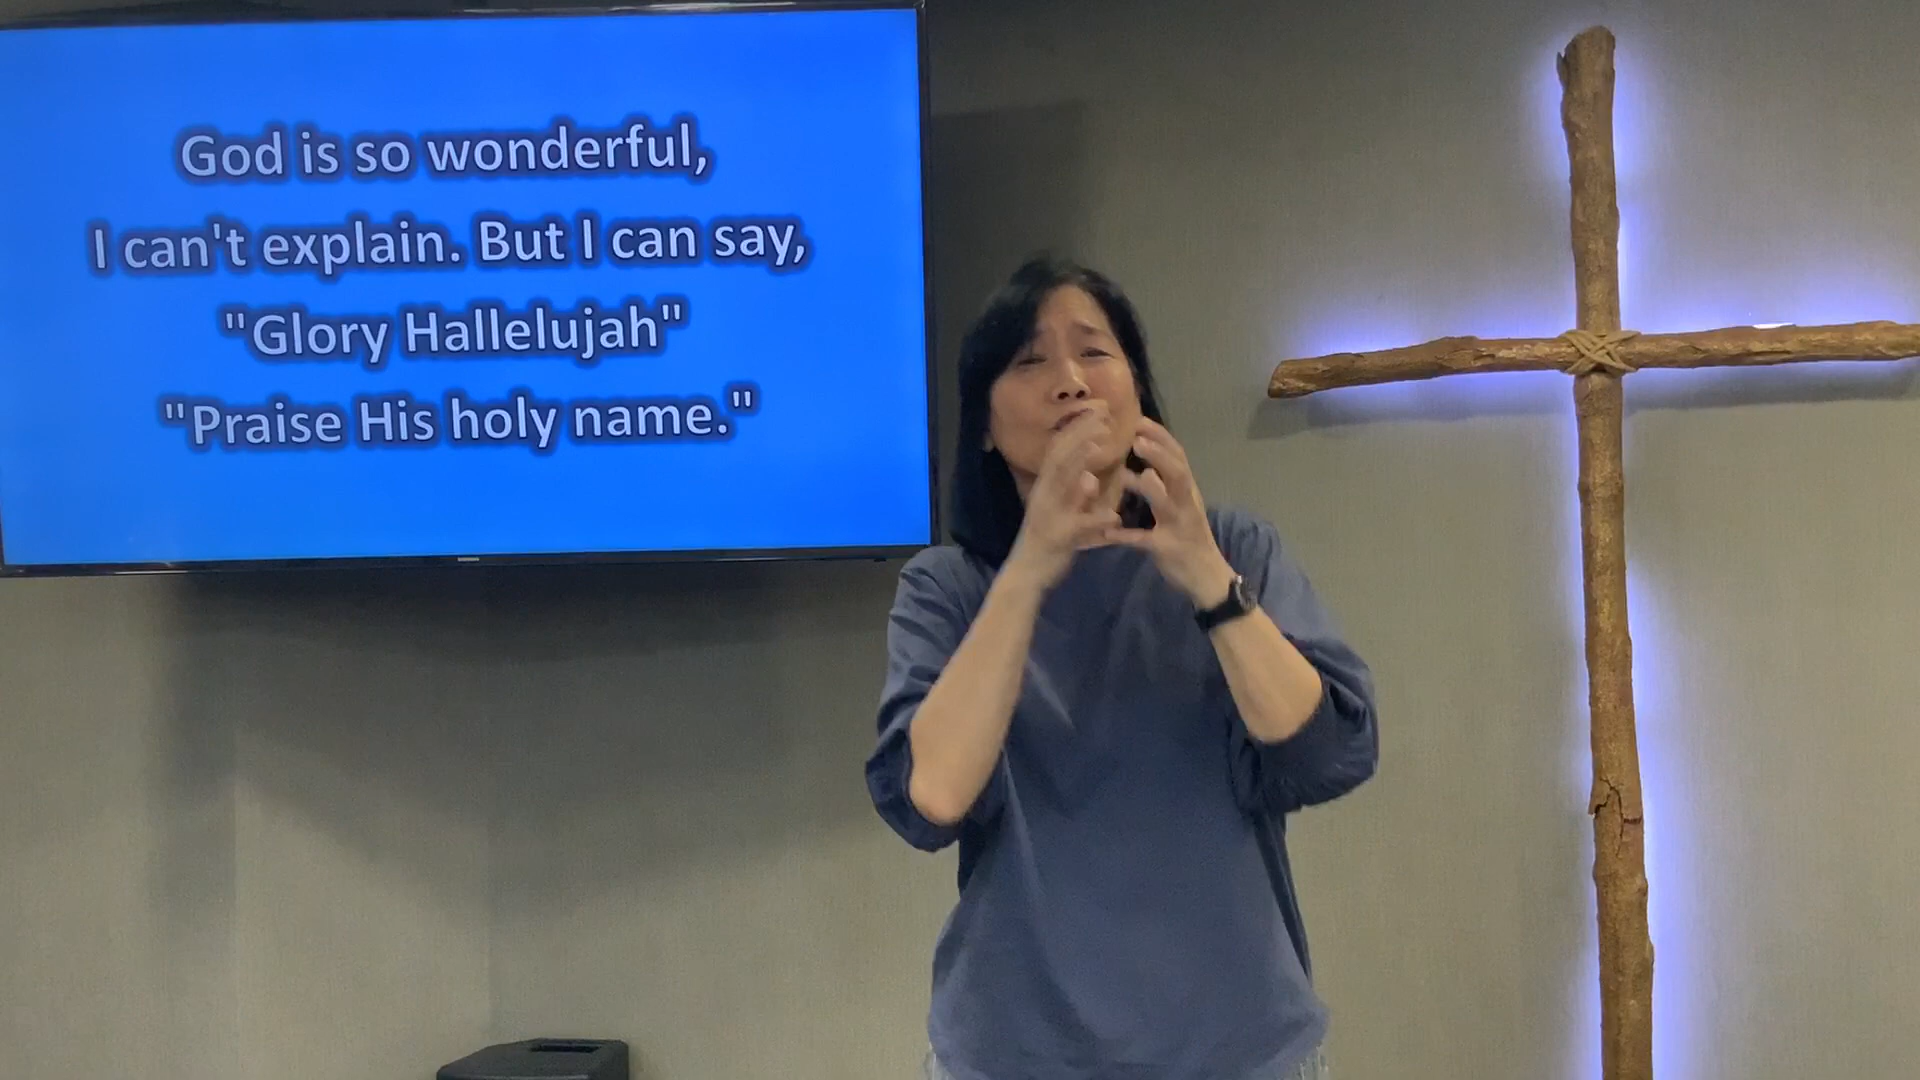 God is so wonderful,
I can't explain. But I can say,
"Glory Hallelujah"
"Praise His holy name."